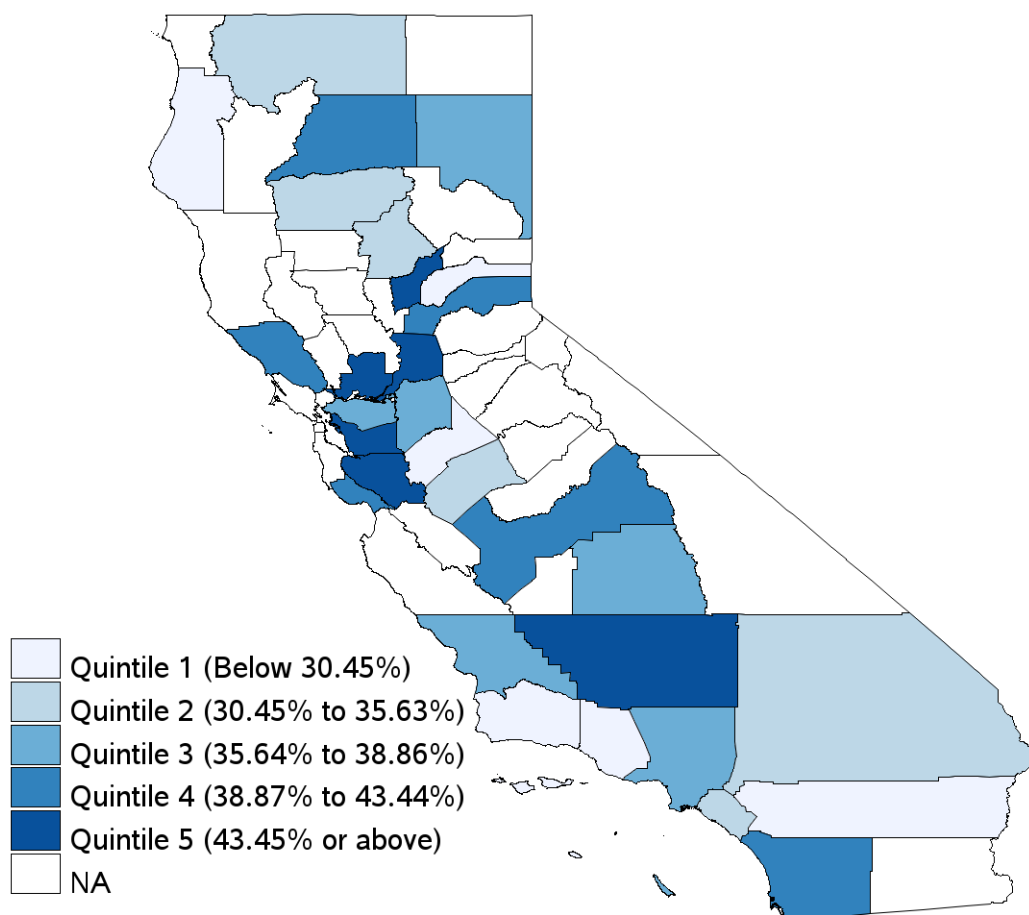 Quintile 1 (Below 30.45%)
Quintile 2 (30.45% to 35.63%)
Quintile 3 (35.64% to 38.86%)
Quintile 4 (38.87% to 43.44%)
Quintile 5 (43.45% or above)
NA